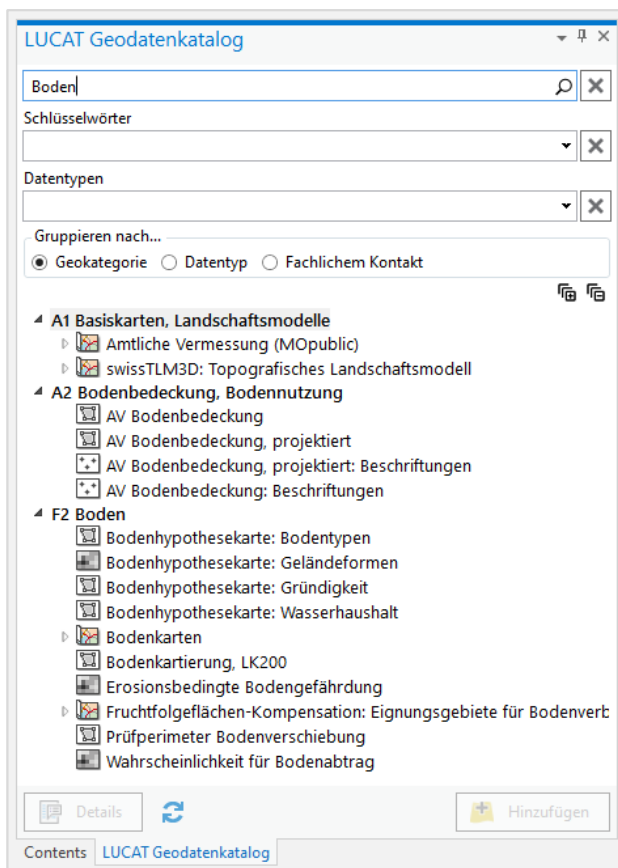 LUCAT Geodatenkatalog
Boden
Schlüsselwörter
Datentypen
Gruppieren nach...
Geokategorie Datentyp Fachlichem Kontakt
A1 Basiskarten, Landschaftsmodelle
Amtliche Vermessung (MOpublic)
swissTLM3D: Topografisches Landschaftsmodell
A2 Bodenbedeckung, Bodennutzung
AV Bodenbedeckung
AV Bodenbedeckung, projektiert
AV Bodenbedeckung, projektiert: Beschriftungen
AV Bodenbedeckung: Beschriftungen
F2 Boden
Bodenhypothesekarte: Bodentypen
Bodenhypothesekarte: Geländeformen
Bodenhypothesekarte: Gründigkeit
Bodenhypothesekarte: Wasserhaushalt
Bodenkarten
Bodenkartierung, LK200
Erosionsbedingte Bodengefährdung
Fruchtfolgeflächen-Kompensation: Eignungsgebiete für Bodenverb
Prüfperimeter Bodenverschiebung
Wahrscheinlichkeit für Bodenabtrag
Details Hinzufügen
Contents LUCAT Geodatenkatalog